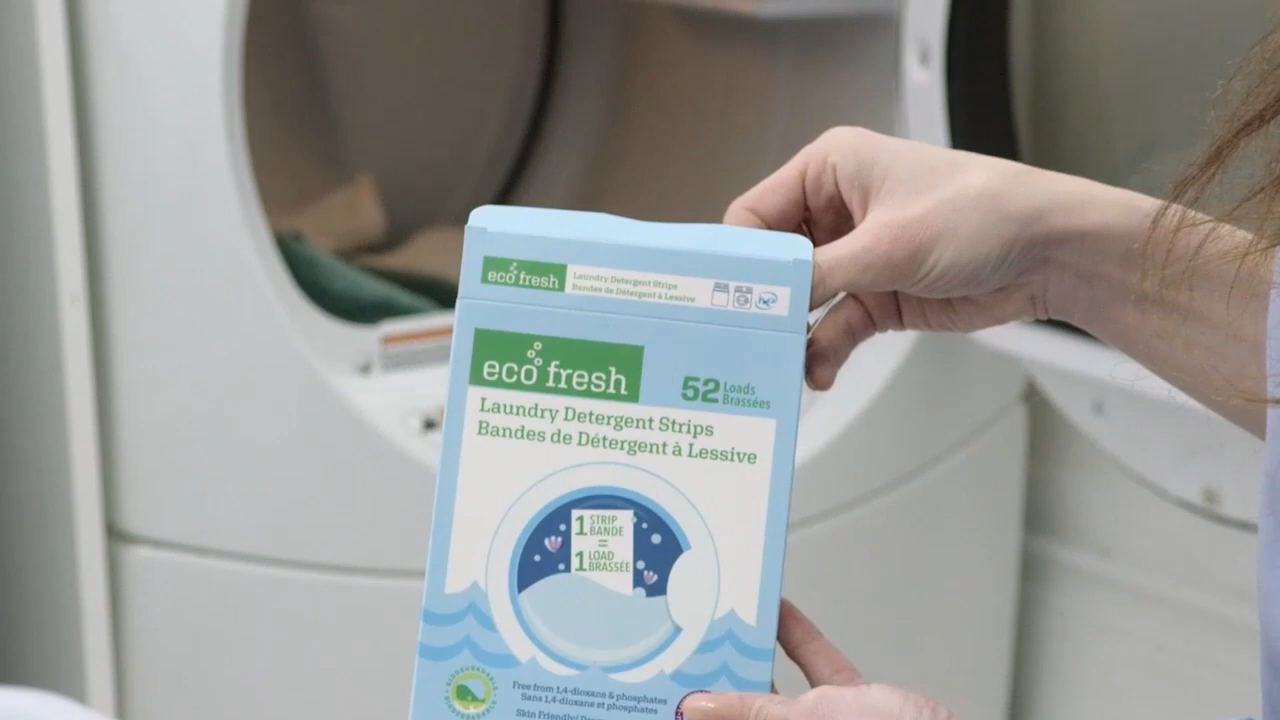 eco fresh
Laundry Detergent Strips
Bandes de Détergent à Lessive
he
eco fresh
52 Loads
Brassées
Laundry Detergent Strips
Bandes de Détergent à Lessive
1 STRIP
BANDE
=
1 LOAD
BRASSÉE
BIODEGRADABLE
Free from 1,4-dioxane & phosphates
Sans 1,4-dioxane et phosphates
Skin Friendly/